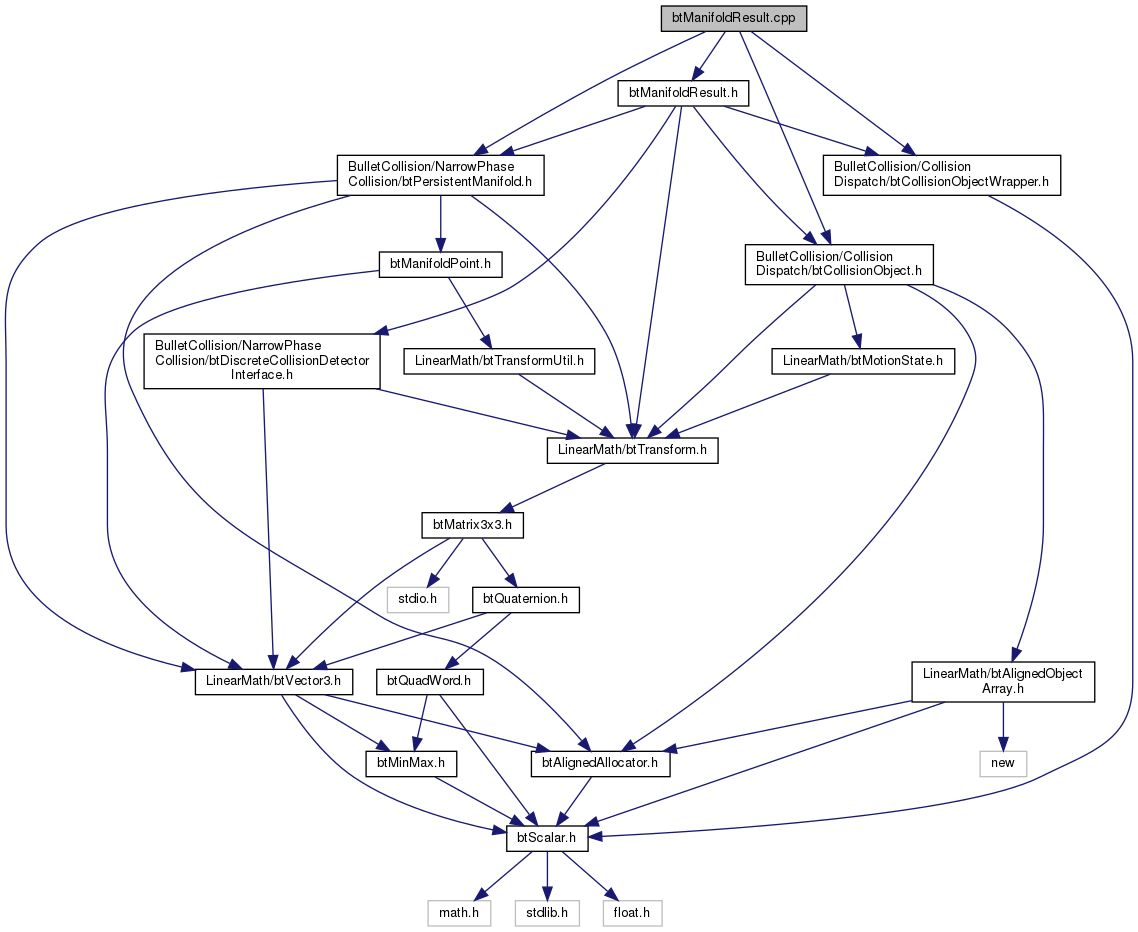 btManifoldResult.cpp
btManifoldResult.h
BulletCollision/NarrowPhase
Collision/btPersistentManifold.h
BulletCollision/Collision
Dispatch/btCollisionObjectWrapper.h
btManifoldPoint.h
BulletCollision/Collision
Dispatch/btCollisionObject.h
BulletCollision/NarrowPhase
Collision/btDiscreteCollisionDetector
Interface.h
LinearMath/btTransformUtil.h
LinearMath/btMotionState.h
LinearMath/btTransform.h
btMatrix3x3.h
stdio.h
btQuaternion.h
LinearMath/btVector3.h
btQuadWord.h
LinearMath/btAlignedObject
Array.h
btMinMax.h
btAlignedAllocator.h
new
btScalar.h
math.h
stdlib.h
float.h